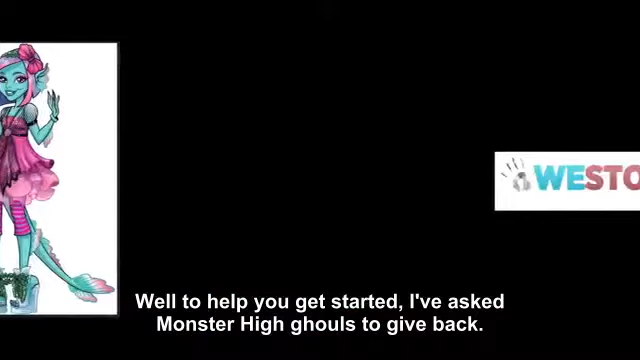 WESTO
Well to help you get started, I've asked
Monster High ghouls to give back.